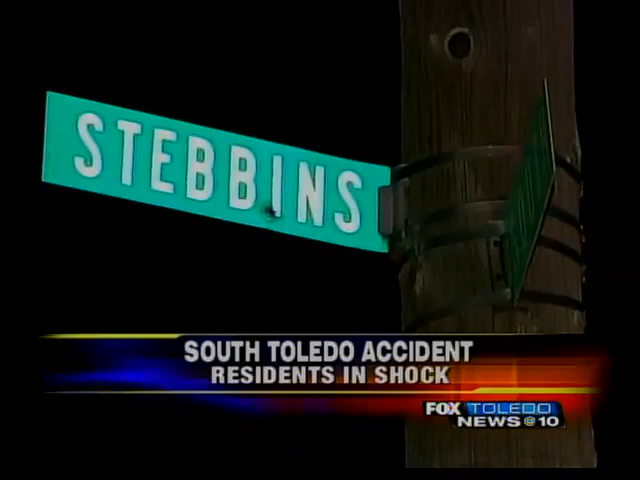 STEBBINS
SOUTH TOLEDO ACCIDENT
RESIDENTS IN SHOCK
FOX TOLEDO
NEWS @ 10